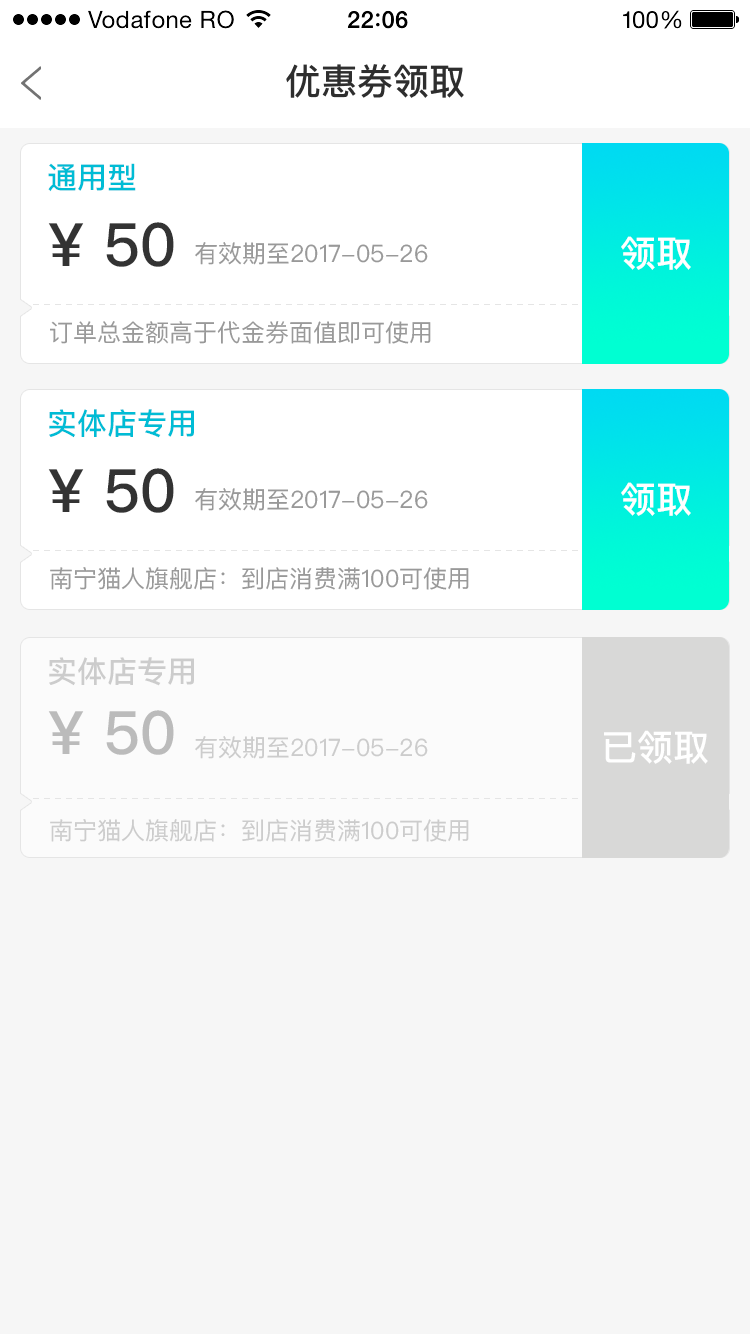 Vodafone RO 22:06 100%
优惠券领取
通用型
¥ 50 有效期至2017-05-26
领取
订单总金额高于代金券面值即可使用
实体店专用
¥ 50 有效期至2017-05-26
领取
南宁猫人旗舰店：到店消费满100可使用
实体店专用
¥ 50 有效期至2017-05-26
已领取
南宁猫人旗舰店：到店消费满100可使用